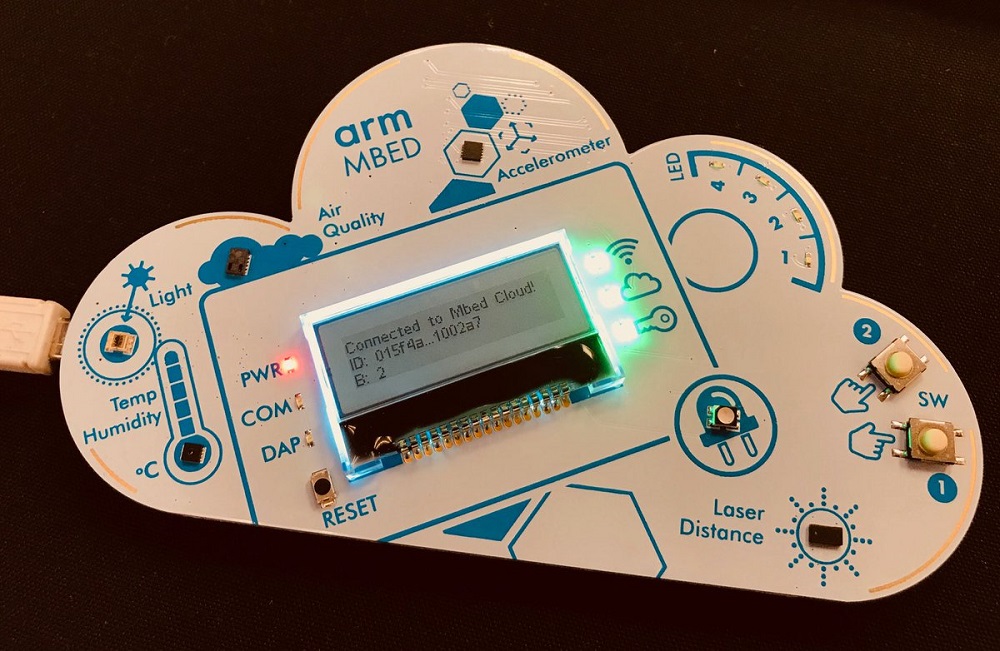 arm
MBED
Accelerometer
Air
Quality
LED
4
3
2
1
Light
Connected to Mbed Cloud!
ID: 015f4a...1002a7
B: 2
PWR
COM
DAP
Temp
Humidity
°C
RESET
2
SW
1
Laser
Distance